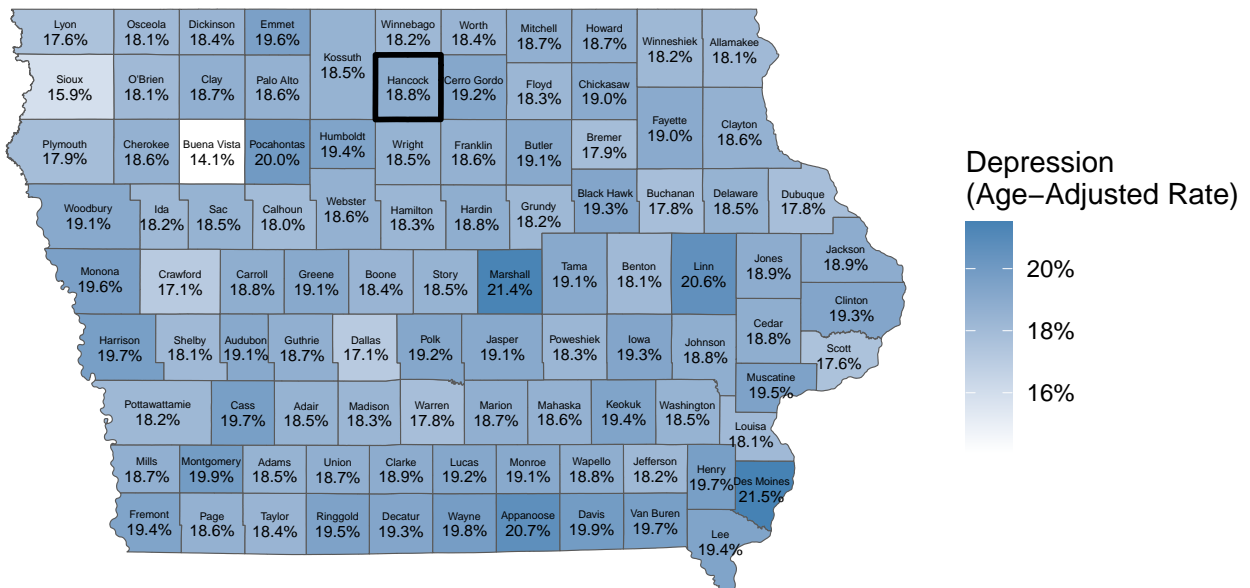 Lyon
17.6%
Osceola
18.1%
Dickinson
18.4%
Emmet
19.6%
Kossuth
18.5%
Winnebago
18.2%
Worth
18.4%
Mitchell
18.7%
Howard
18.7%
Winneshiek
18.2%
Allamakee
18.1%
Sioux
15.9%
O'Brien
18.1%
Clay
18.7%
Palo Alto
18.6%
Hancock
18.8%
Cerro Gordo
19.2%
Floyd
18.3%
Chickasaw
19.0%
Fayette
19.0%
Clayton
18.6%
Plymouth
17.9%
Cherokee
18.6%
Buena Vista
14.1%
Pocahontas
20.0%
Humboldt
19.4%
Wright
18.5%
Franklin
18.6%
Butler
19.1%
Bremer
17.9%
Woodbury
19.1%
Ida
18.2%
Sac
18.5%
Calhoun
18.0%
Webster
18.6%
Hamilton
18.3%
Hardin
18.8%
Grundy
18.2%
Black Hawk
19.3%
Buchanan
17.8%
Delaware
18.5%
Dubuque
17.8%
Monona
19.6%
Crawford
17.1%
Carroll
18.8%
Greene
19.1%
Boone
18.4%
Story
18.5%
Marshall
21.4%
Tama
19.1%
Benton
18.1%
Linn
20.6%
Jones
18.9%
Jackson
18.9%
Clinton
19.3%
Harrison
19.7%
Shelby
18.1%
Audubon
19.1%
Guthrie
18.7%
Dallas
17.1%
Polk
19.2%
Jasper
19.1%
Poweshiek
18.3%
Iowa
19.3%
Johnson
18.8%
Cedar
18.8%
Scott
17.6%
Muscatine
19.5%
Pottawattamie
18.2%
Cass
19.7%
Adair
18.5%
Madison
18.3%
Warren
17.8%
Marion
18.7%
Mahaska
18.6%
Keokuk
19.4%
Washington
18.5%
Louisa
18.1%
Mills
18.7%
Montgomery
19.9%
Adams
18.5%
Union
18.7%
Clarke
18.9%
Lucas
19.2%
Monroe
19.1%
Wapello
18.8%
Jefferson
18.2%
Henry
19.7%
Des Moines
21.5%
Fremont
19.4%
Page
18.6%
Taylor
18.4%
Ringgold
19.5%
Decatur
19.3%
Wayne
19.8%
Appanoose
20.7%
Davis
19.9%
Van Buren
19.7%
Lee
19.4%
Depression
(Age−Adjusted Rate)
20%
18%
16%